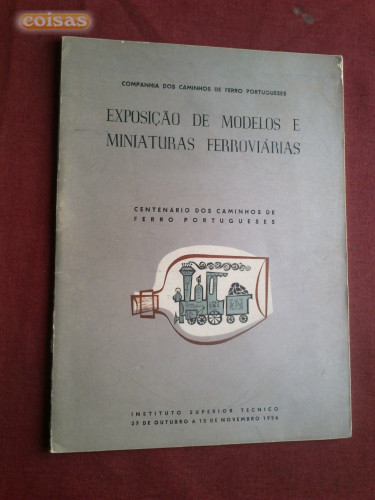 coisas
COMPANHIA DOS CAMINHOS DE FERRO PORTUGUESES
EXPOSIÇÃO DE MODELOS E
MINIATURAS FERROVIÁRIAS
CENTENÁRIO DOS CAMINHOS DE
FERRO PORTUGUESES
INSTITUTO SUPERIOR TECNICO
29 DE OUTUBRO A 15 DE NOVEMBRO 1956